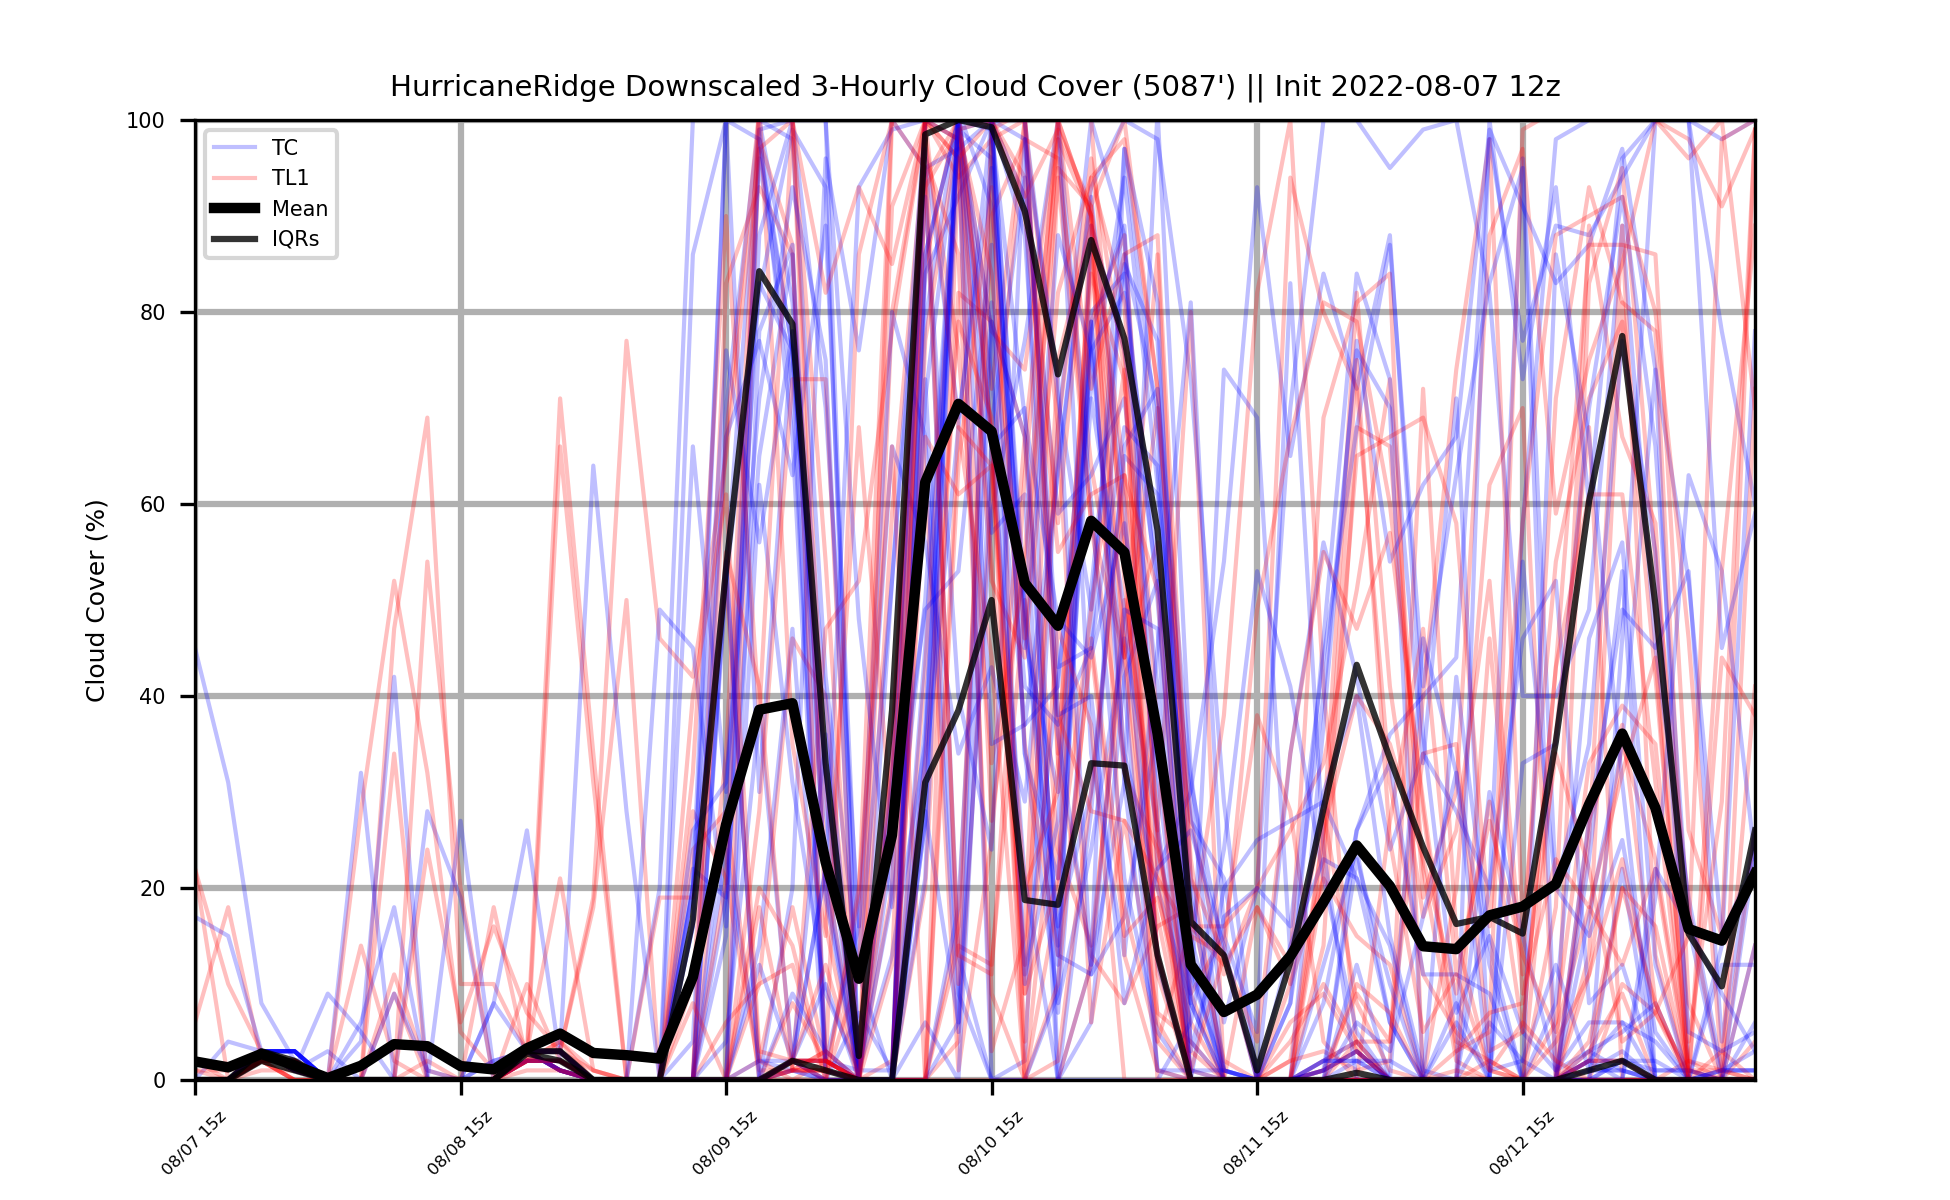 HurricaneRidge Downscaled 3-Hourly Cloud Cover (5087') || Init 2022-08-07 12z
TC
TL1
Mean
IQRs
Cloud Cover (%)
100
80
60
40
20
0
08/07 15z
08/08 15z
08/09 15z
08/10 15z
08/11 15z
08/12 15z